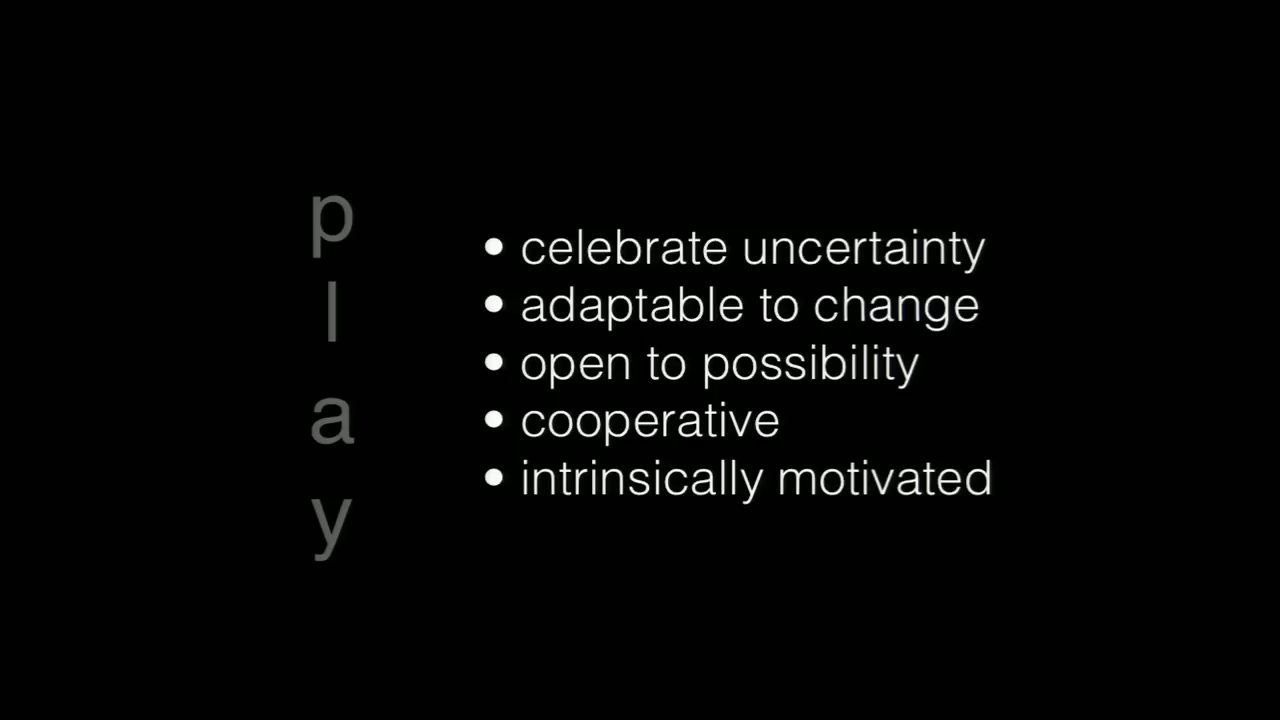 p
l
a
y
• celebrate uncertainty
• adaptable to change
• open to possibility
• cooperative
• intrinsically motivated